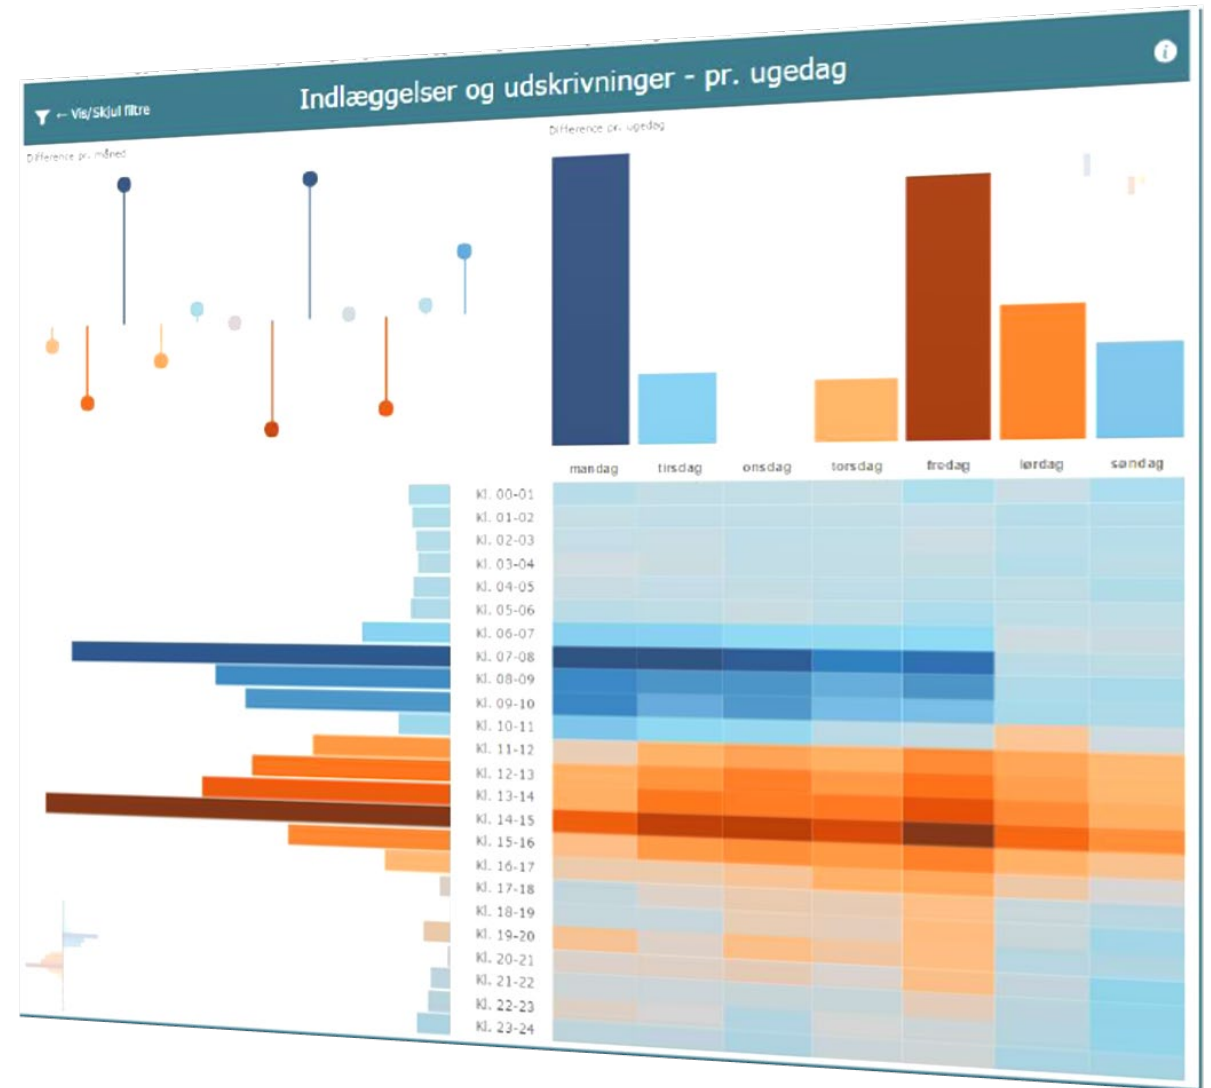 ← Vis/Skjul filtre
Indlæggelser og udskrivninger - pr. ugedag
i
Difference pr. måned
Difference pr. ugedag
mandag tirsdag onsdag torsdag fredag lørdag søndag
Kl. 00-01
Kl. 01-02
Kl. 02-03
Kl. 03-04
Kl. 04-05
Kl. 05-06
Kl. 06-07
Kl. 07-08
Kl. 08-09
Kl. 09-10
Kl. 10-11
Kl. 11-12
Kl. 12-13
Kl. 13-14
Kl. 14-15
Kl. 15-16
Kl. 16-17
Kl. 17-18
Kl. 18-19
Kl. 19-20
Kl. 20-21
Kl. 21-22
Kl. 22-23
Kl. 23-24